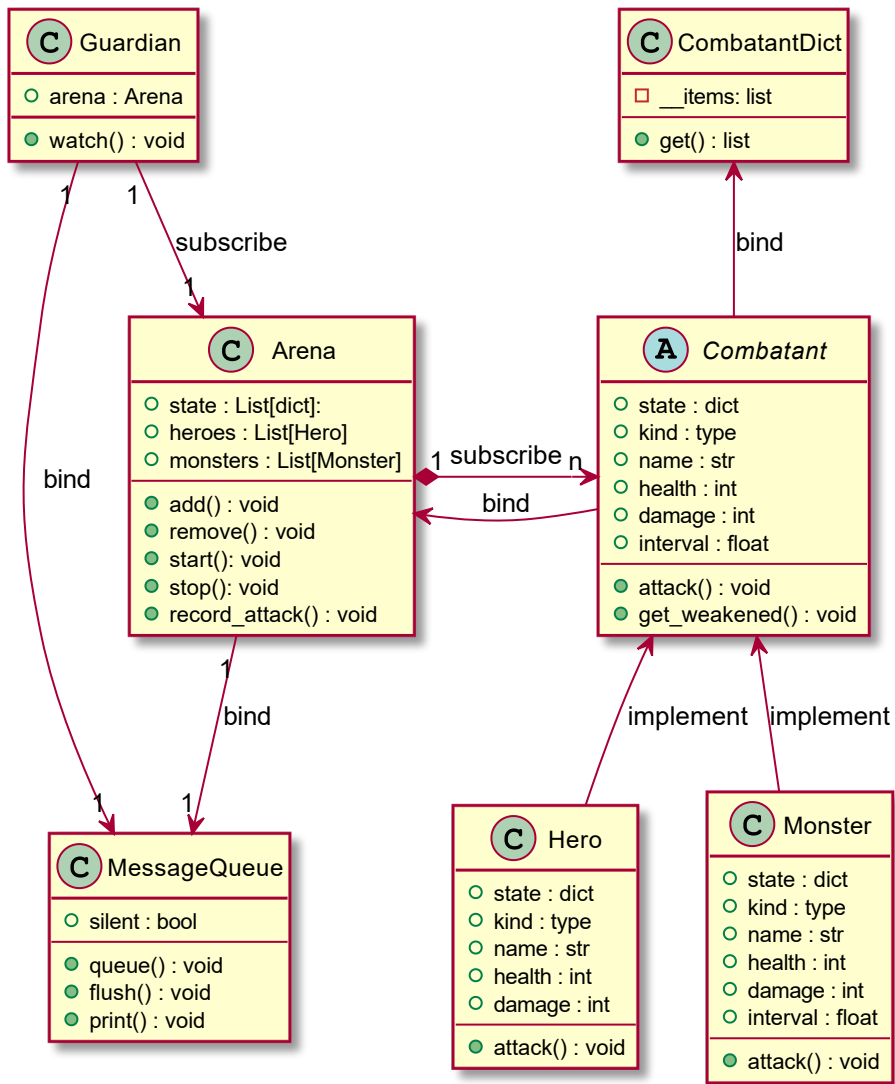 C Guardian
arena : Arena
watch() : void
C CombatantDict
__items: list
get() : list
1
1
subscribe
1
bind
bind
C Arena
state : List[dict]:
heroes : List[Hero]
monsters : List[Monster]
add() : void
remove() : void
start(): void
stop(): void
record_attack() : void
1 subscribe n
bind
A Combatant
state : dict
kind : type
name : str
health : int
damage : int
interval : float
attack() : void
get_weakened() : void
1
bind
1
1
implement
implement
C MessageQueue
silent : bool
queue() : void
flush() : void
print() : void
C Hero
state : dict
kind : type
name : str
health : int
damage : int
attack() : void
C Monster
state : dict
kind : type
name : str
health : int
damage : int
interval : float
attack() : void